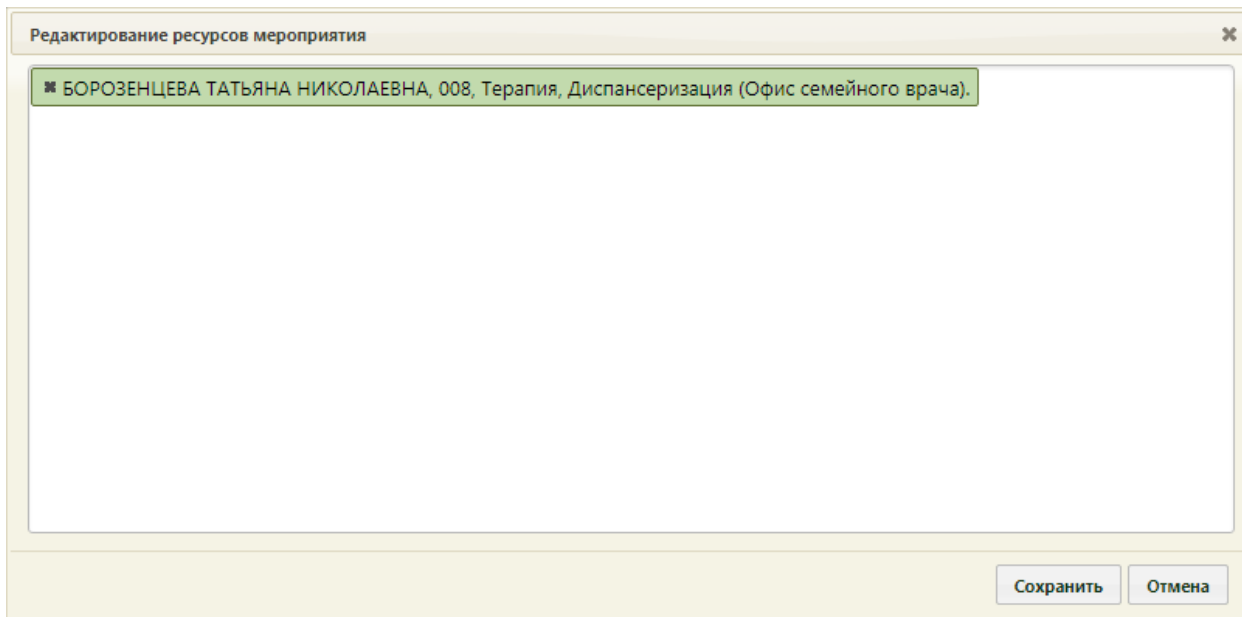 Редактирование ресурсов мероприятия
БОРОЗЕНЦЕВА ТАТЬЯНА НИКОЛАЕВНА, 008, Терапия, Диспансеризация (Офис семейного врача).
Сохранить Отмена